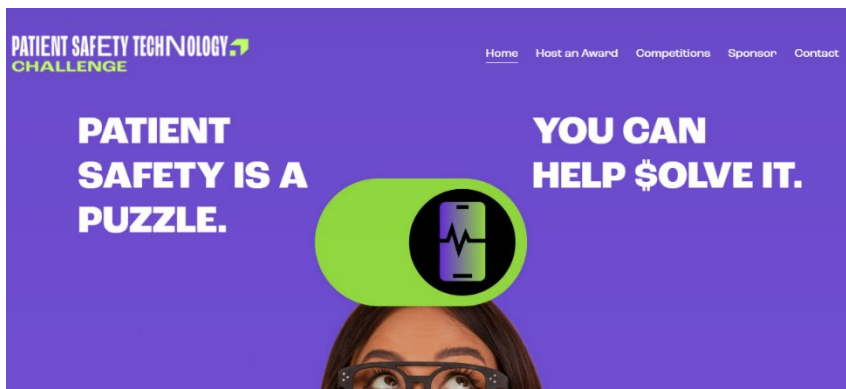 PATIENT SAFETY TECHNOLOGY
CHALLENGE
Home Host an Award Competitions Sponsor Contact
PATIENT
SAFETY IS A
PUZZLE.
YOU CAN
HELP $OLVE IT.